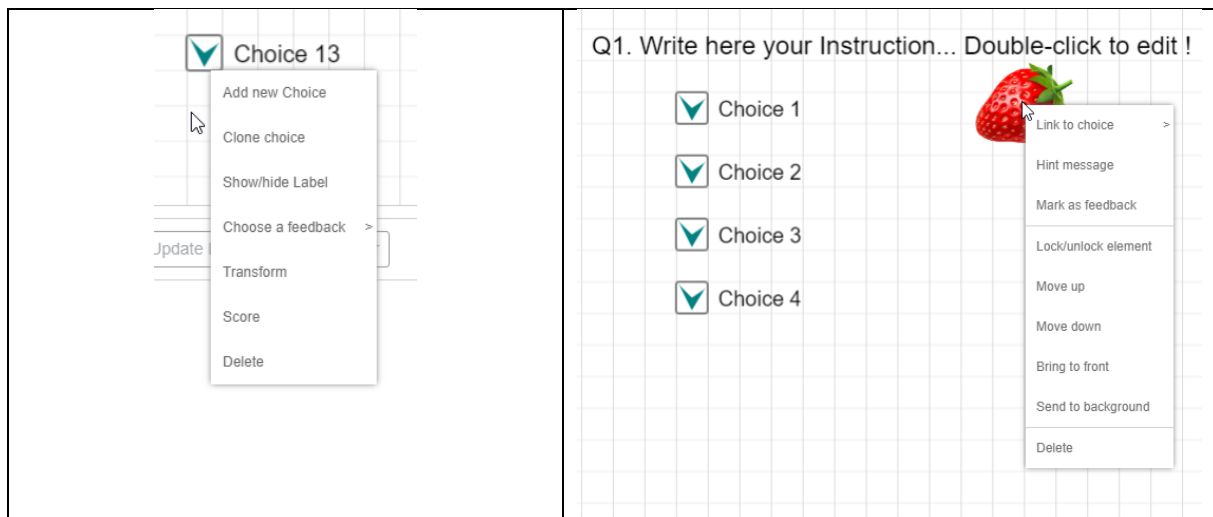 Choice 13
Add new Choice
Clone choice
Show/hide Label
Choose a feedback >
Update
Transform
Score
Delete
Q1. Write here your Instruction... Double-click to edit !
Choice 1
Choice 2
Choice 3
Choice 4
Link to choice >
Hint message
Mark as feedback
Lock/unlock element
Move up
Move down
Bring to front
Send to background
Delete